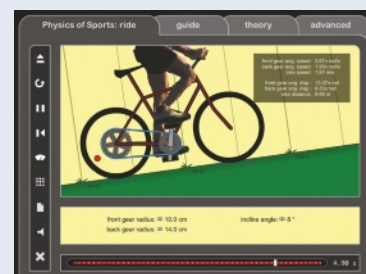 Physics of Sports: ride
guide
theory
advanced
front gear ang. speed:
back gear ang. speed:
bike speed:
front gear ang. disp.:
back gear ang. disp.:
bike distance:
front gear radius: 10.0 cm
incline angle: 8 °
back gear radius: 14.0 cm
4.90 s